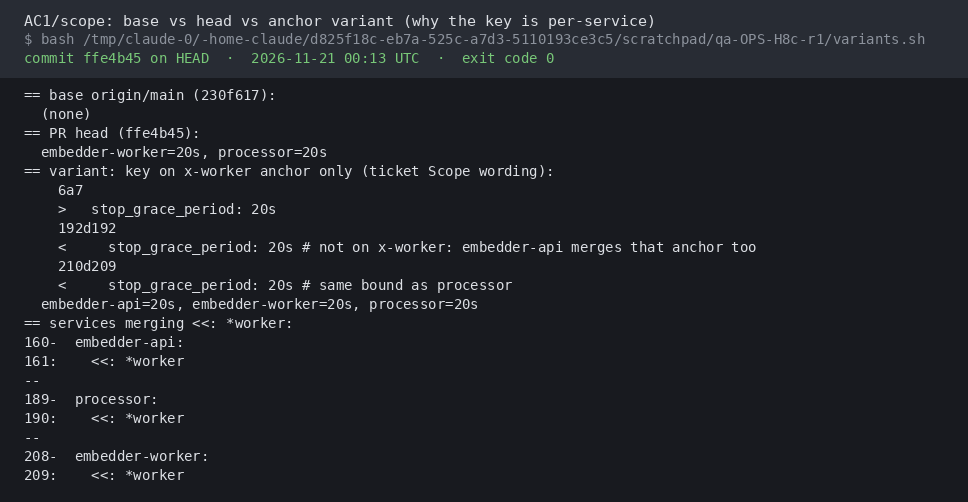 AC1/scope: base vs head vs anchor variant (why the key is per-service)
$ bash /tmp/claude-0/-home-claude/d825f18c-eb7a-525c-a7d3-5110193ce3c5/scratchpad/qa-OPS-H8c-r1/variants.sh
commit ffe4b45 on HEAD  ·  2026-11-21 00:13 UTC  ·  exit code 0
== base origin/main (230f617):
  (none)
== PR head (ffe4b45):
  embedder-worker=20s, processor=20s
== variant: key on x-worker anchor only (ticket Scope wording):
    6a7
    >   stop_grace_period: 20s
    192d192
    <     stop_grace_period: 20s # not on x-worker: embedder-api merges that anchor too
    210d209
    <     stop_grace_period: 20s # same bound as processor
  embedder-api=20s, embedder-worker=20s, processor=20s
== services merging <<: *worker:
160-  embedder-api:
161:    <<: *worker
--
189-  processor:
190:    <<: *worker
--
208-  embedder-worker:
209:    <<: *worker